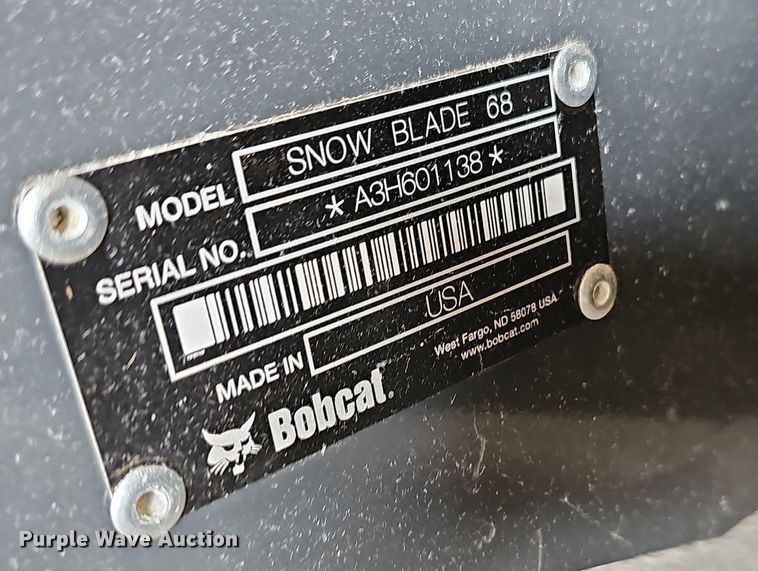 MODEL SNOW BLADE 68
SERIAL NO. * A3H601138 *
MADE IN USA
Bobcat®
West Fargo, ND 58078 USA
www.bobcat.com
Purple Wave Auction